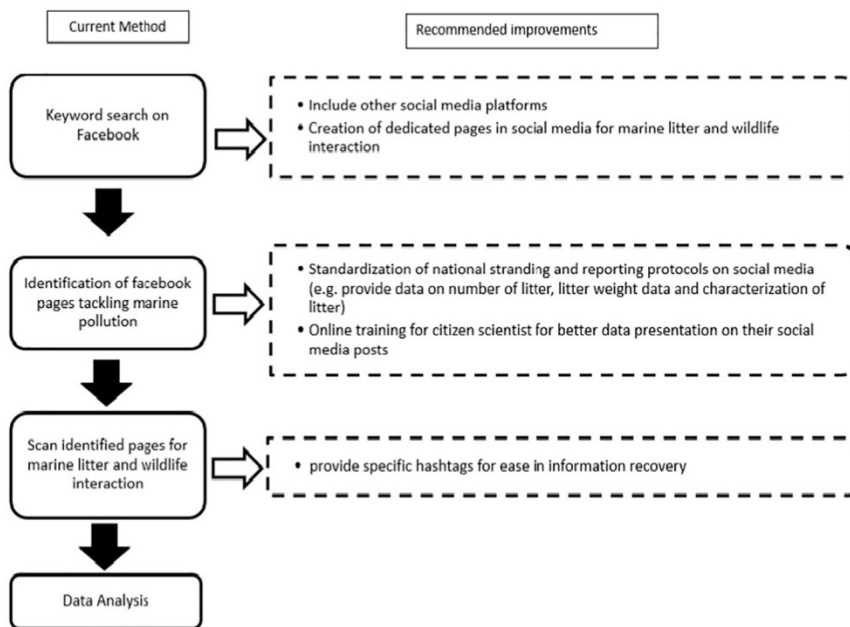 Current Method
Recommended improvements
Keyword search on
Facebook
• Include other social media platforms
• Creation of dedicated pages in social media for marine litter and wildlife
interaction
Identification of facebook
pages tackling marine
pollution
• Standardization of national stranding and reporting protocols on social media
(e.g. provide data on number of litter, litter weight data and characterization of
litter)
• Online training for citizen scientist for better data presentation on their social
media posts
Scan identified pages for
marine litter and wildlife
interaction
• provide specific hashtags for ease in information recovery
Data Analysis